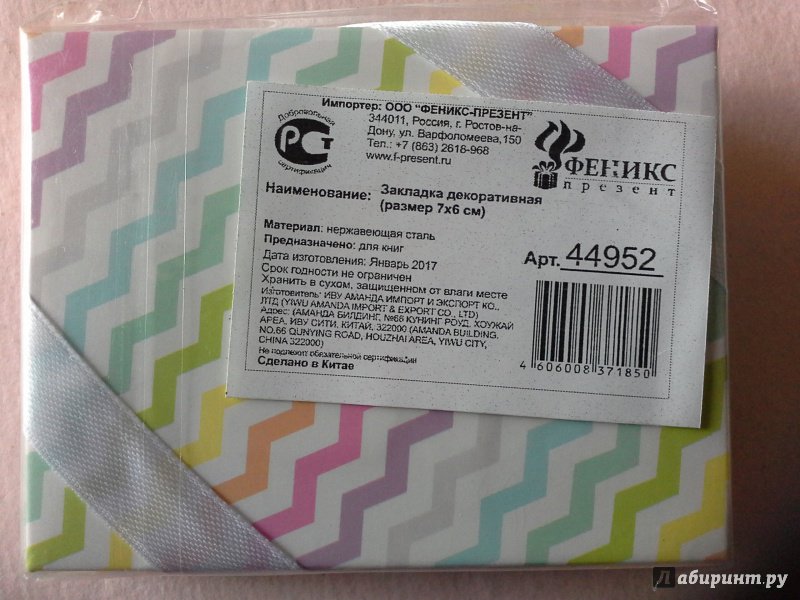 Импортер: ООО "ФЕНИКС-ПРЕЗЕНТ"
344011, Россия, г. Ростов-на-
Дону, ул. Варфоломеева,150
Тел.: +7 (863) 2618-968
www.f-present.ru
Добровольная
РСТ
сертификация
ФЕНИКС
презент
Наименование: Закладка декоративная
(размер 7х6 см)
Материал: нержавеющая сталь
Предназначено: для книг
Дата изготовления: Январь 2017
Срок годности не ограничен
Хранить в сухом, защищенном от влаги месте
Изготовитель: ИВУ АМАНДА ИМПОРТ И ЭКСПОРТ КО.,
ЛТД (YIWU AMANDA IMPORT & EXPORT CO., LTD)
Адрес: (АМАНДА БИЛДИНГ, №66 КУНИНГ РОУД, ХОУЖАЙ
АРЕА, ИВУ СИТИ, КИТАЙ, 322000 (AMANDA BUILDING,
NO.66 QUNYING ROAD, HOUZHAI AREA, YIWU CITY,
CHINA 322000)
Не подлежит обязательной сертификации
Сделано в Китае
Арт. 44952
4 606008 371850
Лабиринт.ру